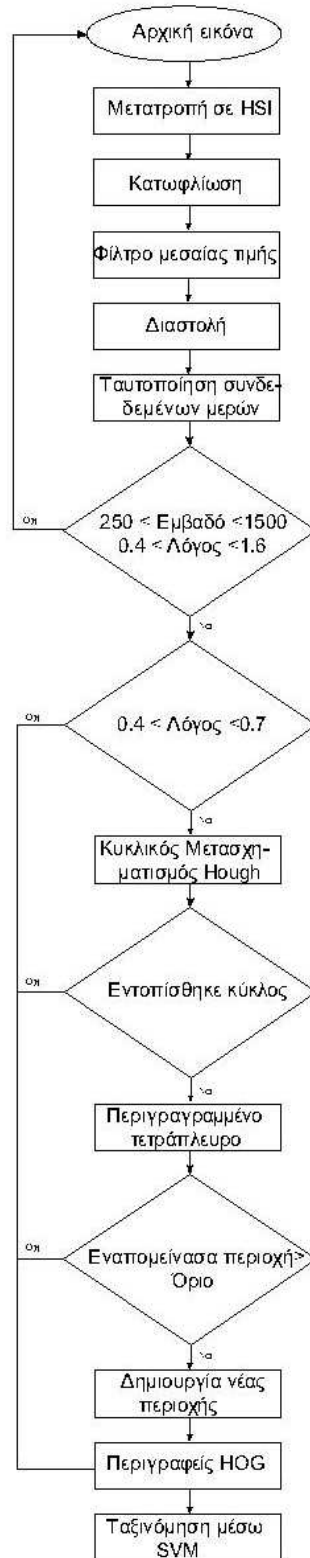 Αρχική εικόνα
Μετατροπή σε HSI
Κατωφλίωση
Φίλτρο μεσαίας τιμής
Διαστολή
Ταυτοποίηση συνδε-
δεμένων μερών
250 < Εμβαδό <1500
0.4 < Λόγος <1.6
όχι
ναι
0.4 < Λόγος <0.7
όχι
ναι
Κυκλικός Μετασχη-
ματισμός Hough
Εντοπίσθηκε κύκλος
όχι
ναι
Περιγραγραμμένο
τετράπλευρο
Εναπομείνασα περιοχή>
Όριο
όχι
ναι
Δημιουργία νέας
περιοχής
Περιγραφείς HOG
Ταξινόμηση μέσω
SVM